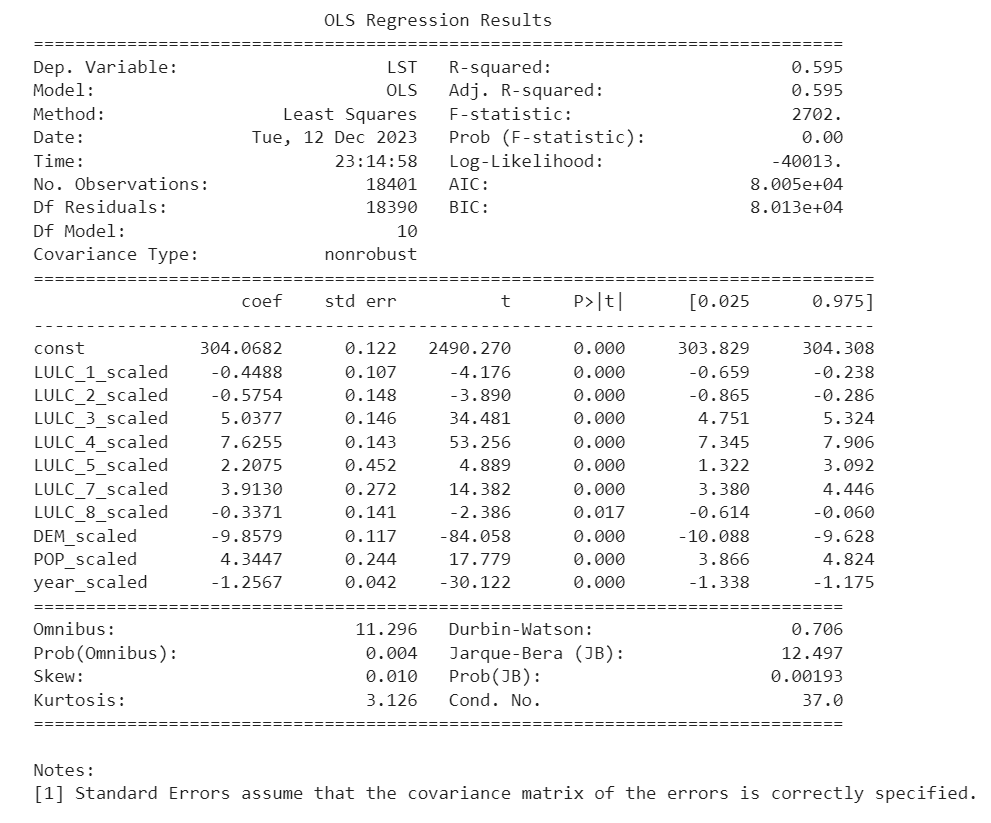 OLS Regression Results
==============================================================================
Dep. Variable:                    LST   R-squared:                       0.595
Model:                            OLS   Adj. R-squared:                  0.595
Method:                 Least Squares   F-statistic:                     2702.
Date:                Tue, 12 Dec 2023   Prob (F-statistic):               0.00
Time:                        23:14:58   Log-Likelihood:                -40013.
No. Observations:               18401   AIC:                         8.005e+04
Df Residuals:                   18390   BIC:                         8.013e+04
Df Model:                          10
Covariance Type:            nonrobust
=================================================================================
                    coef    std err          t      P>|t|      [0.025      0.975]
---------------------------------------------------------------------------------
const           304.0682      0.122   2490.270      0.000     303.829     304.308
LULC_1_scaled    -0.4488      0.107     -4.176      0.000      -0.659      -0.238
LULC_2_scaled    -0.5754      0.148     -3.890      0.000      -0.865      -0.286
LULC_3_scaled     5.0377      0.146     34.481      0.000       4.751       5.324
LULC_4_scaled     7.6255      0.143     53.256      0.000       7.345       7.906
LULC_5_scaled     2.2075      0.452      4.889      0.000       1.322       3.092
LULC_7_scaled     3.9130      0.272     14.382      0.000       3.380       4.446
LULC_8_scaled    -0.3371      0.141     -2.386      0.017      -0.614      -0.060
DEM_scaled       -9.8579      0.117    -84.058      0.000     -10.088      -9.628
POP_scaled        4.3447      0.244     17.779      0.000       3.866       4.824
year_scaled      -1.2567      0.042    -30.122      0.000      -1.338      -1.175
==============================================================================
Omnibus:                       11.296   Durbin-Watson:                   0.706
Prob(Omnibus):                  0.004   Jarque-Bera (JB):               12.497
Skew:                           0.010   Prob(JB):                      0.00193
Kurtosis:                       3.126   Cond. No.                         37.0
==============================================================================
Notes:
[1] Standard Errors assume that the covariance matrix of the errors is correctly specified.